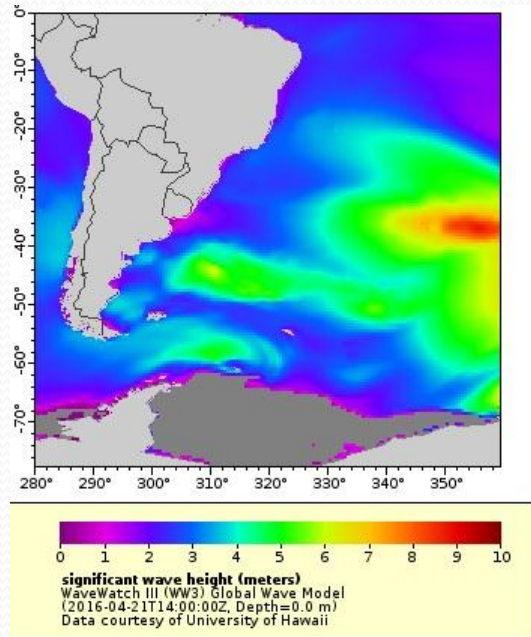 0°
-10°
-20°
-30°
-40°
-50°
-60°
-70°
280° 290° 300° 310° 320° 330° 340° 350°
0 1 2 3 4 5 6 7 8 9 10
significant wave height (meters)
WaveWatch III (WW3) Global Wave Model
(2016-04-21T14:00:00Z, Depth=0.0 m)
Data courtesy of University of Hawaii